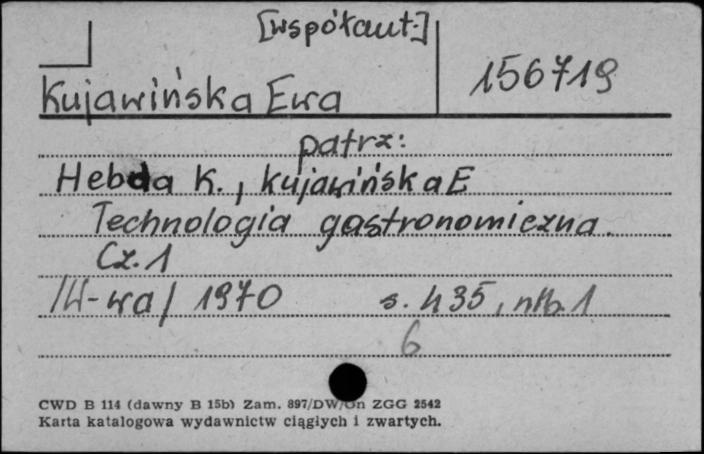 [współaut.]
Kujawińska Ewa
156719
patrz:
Hebda K., Kujawińska E
Technologia gastronomiczna.
Cz. 1
/W-wa/ 1970 s. 435, nlb. 1
6
CWD B 114 (dawny B 15b) Zam. 897/DW/Gn ZGG 2542
Karta katalogowa wydawnictw ciągłych i zwartych.